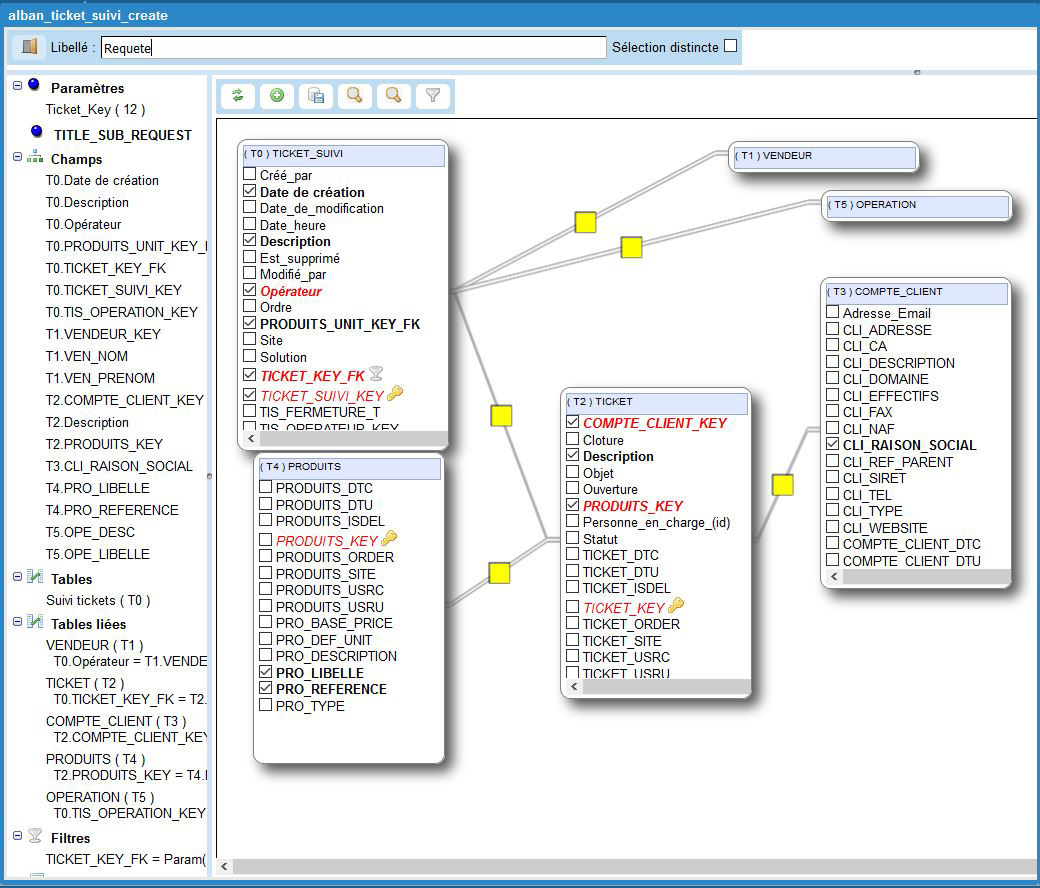 alban_ticket_suivi_create
Libellé : Requete Sélection distincte
Paramètres
Ticket_Key ( 12 )
TITLE_SUB_REQUEST
Champs
T0.Date de création
T0.Description
T0.Opérateur
T0.PRODUITS_UNIT_KEY_
T0.TICKET_KEY_FK
T0.TICKET_SUIVI_KEY
T0.TIS_OPERATION_KEY
T1.VENDEUR_KEY
T1.VEN_NOM
T1.VEN_PRENOM
T2.COMPTE_CLIENT_KEY
T2.Description
T2.PRODUITS_KEY
T3.CLI_RAISON_SOCIAL
T4.PRO_LIBELLE
T4.PRO_REFERENCE
T5.OPE_DESC
T5.OPE_LIBELLE
Tables
Suivi tickets ( T0 )
Tables liées
VENDEUR ( T1 )
T0.Opérateur = T1.VENDE
TICKET ( T2 )
T0.TICKET_KEY_FK = T2.
COMPTE_CLIENT ( T3 )
T2.COMPTE_CLIENT_KEY
PRODUITS ( T4 )
T2.PRODUITS_KEY = T4.
OPERATION ( T5 )
T0.TIS_OPERATION_KEY
Filtres
TICKET_KEY_FK = Param(
( T0 ) TICKET_SUIVI
Créé_par
Date de création
Date_de_modification
Date_heure
Description
Est_supprimé
Modifié_par
Opérateur
Ordre
PRODUITS_UNIT_KEY_FK
Site
Solution
TICKET_KEY_FK
TICKET_SUIVI_KEY
TIS_FERMETURE_T
TIS_OPERATEUR_KEY
( T4 ) PRODUITS
PRODUITS_DTC
PRODUITS_DTU
PRODUITS_ISDEL
PRODUITS_KEY
PRODUITS_ORDER
PRODUITS_SITE
PRODUITS_USRC
PRODUITS_USRU
PRO_BASE_PRICE
PRO_DEF_UNIT
PRO_DESCRIPTION
PRO_LIBELLE
PRO_REFERENCE
PRO_TYPE
( T1 ) VENDEUR
( T5 ) OPERATION
( T2 ) TICKET
COMPTE_CLIENT_KEY
Cloture
Description
Objet
Ouverture
PRODUITS_KEY
Personne_en_charge_(id)
Statut
TICKET_DTC
TICKET_DTU
TICKET_ISDEL
TICKET_KEY
TICKET_ORDER
TICKET_SITE
TICKET_USRC
TICKET_USRU
( T3 ) COMPTE_CLIENT
Adresse_Email
CLI_ADRESSE
CLI_CA
CLI_DESCRIPTION
CLI_DOMAINE
CLI_EFFECTIFS
CLI_FAX
CLI_NAF
CLI_RAISON_SOCIAL
CLI_REF_PARENT
CLI_SIRET
CLI_TEL
CLI_TYPE
CLI_WEBSITE
COMPTE_CLIENT_DTC
COMPTE_CLIENT_DTU